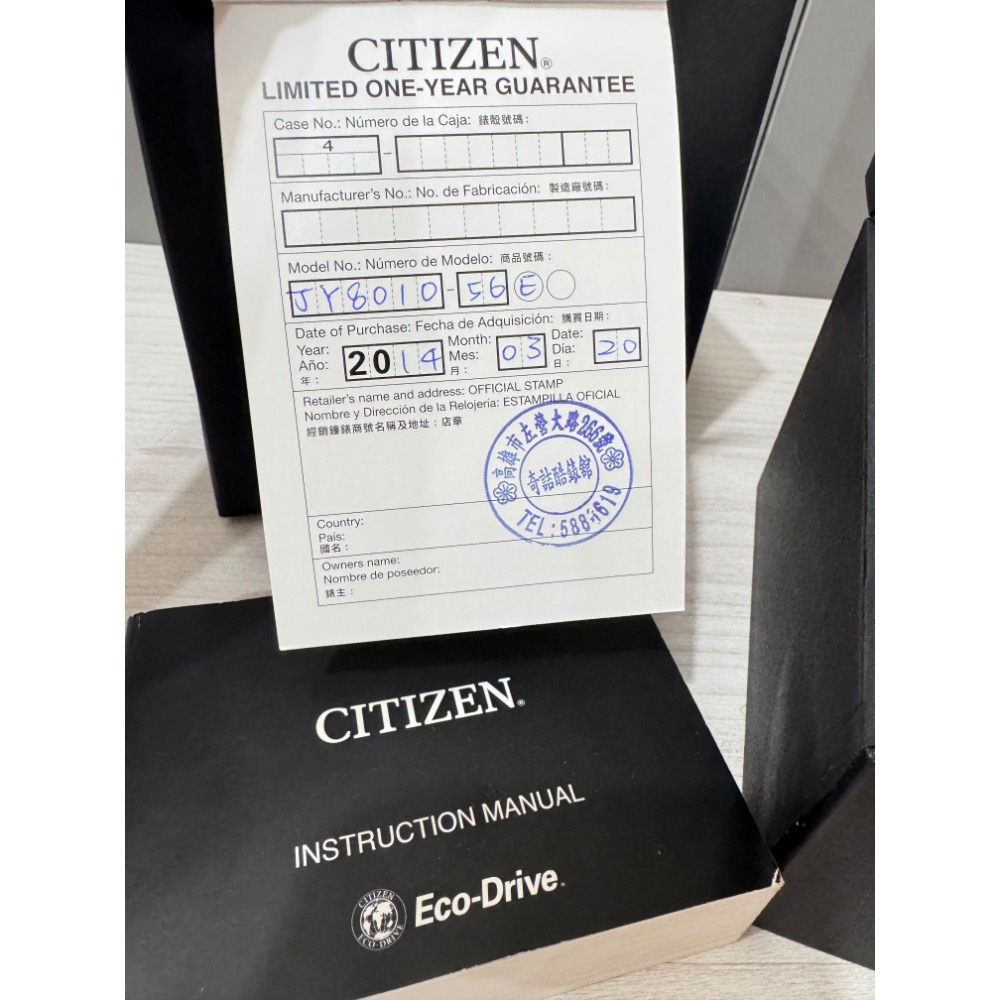 CITIZEN®
LIMITED ONE-YEAR GUARANTEE
Case No.: Número de la Caja: 錶殼號碼:
4 -
Manufacturer's No.: No. de Fabricación: 製造廠號碼:
Model No.: Número de Modelo: 商品號碼:
JY8010-56 E
Date of Purchase: Fecha de Adquisición: 購買日期:
Year: Año: 年: 2014 Month: Mes: 月: 03 Date: Día: 日: 20
Retailer's name and address: OFFICIAL STAMP
Nombre y Dirección de la Relojería: ESTAMPILLA OFICIAL
經銷鐘錶商號名稱及地址:店章
高雄市左營大路266號
TEL:588
Country:
País:
國名:
Owners name:
Nombre de poseedor:
錶主:
CITIZEN®
INSTRUCTION MANUAL
CITIZEN
ECO-DRIVE
Eco-Drive